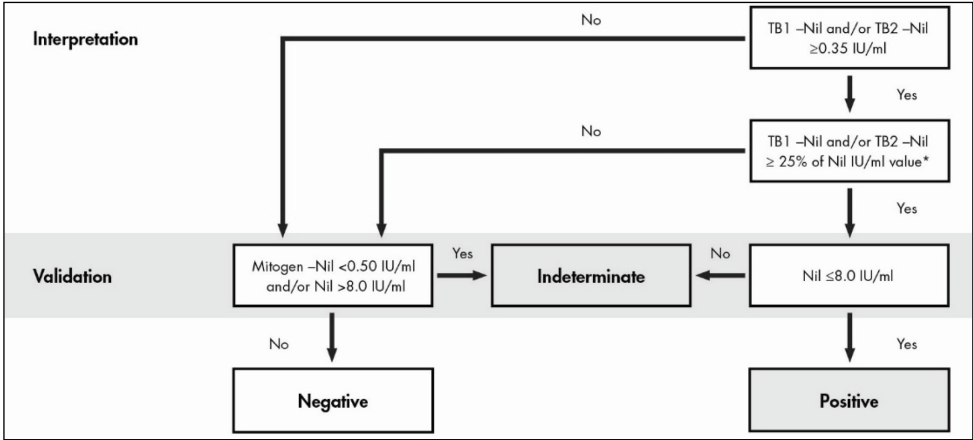 No
Interpretation
TB1 –Nil and/or TB2 –Nil
≥0.35 IU/ml
Yes
No
TB1 –Nil and/or TB2 –Nil
≥ 25% of Nil IU/ml value*
Yes
Validation
Mitogen –Nil <0.50 IU/ml
and/or Nil >8.0 IU/ml
Yes
Indeterminate
No
Nil ≤8.0 IU/ml
No
Yes
Negative
Positive